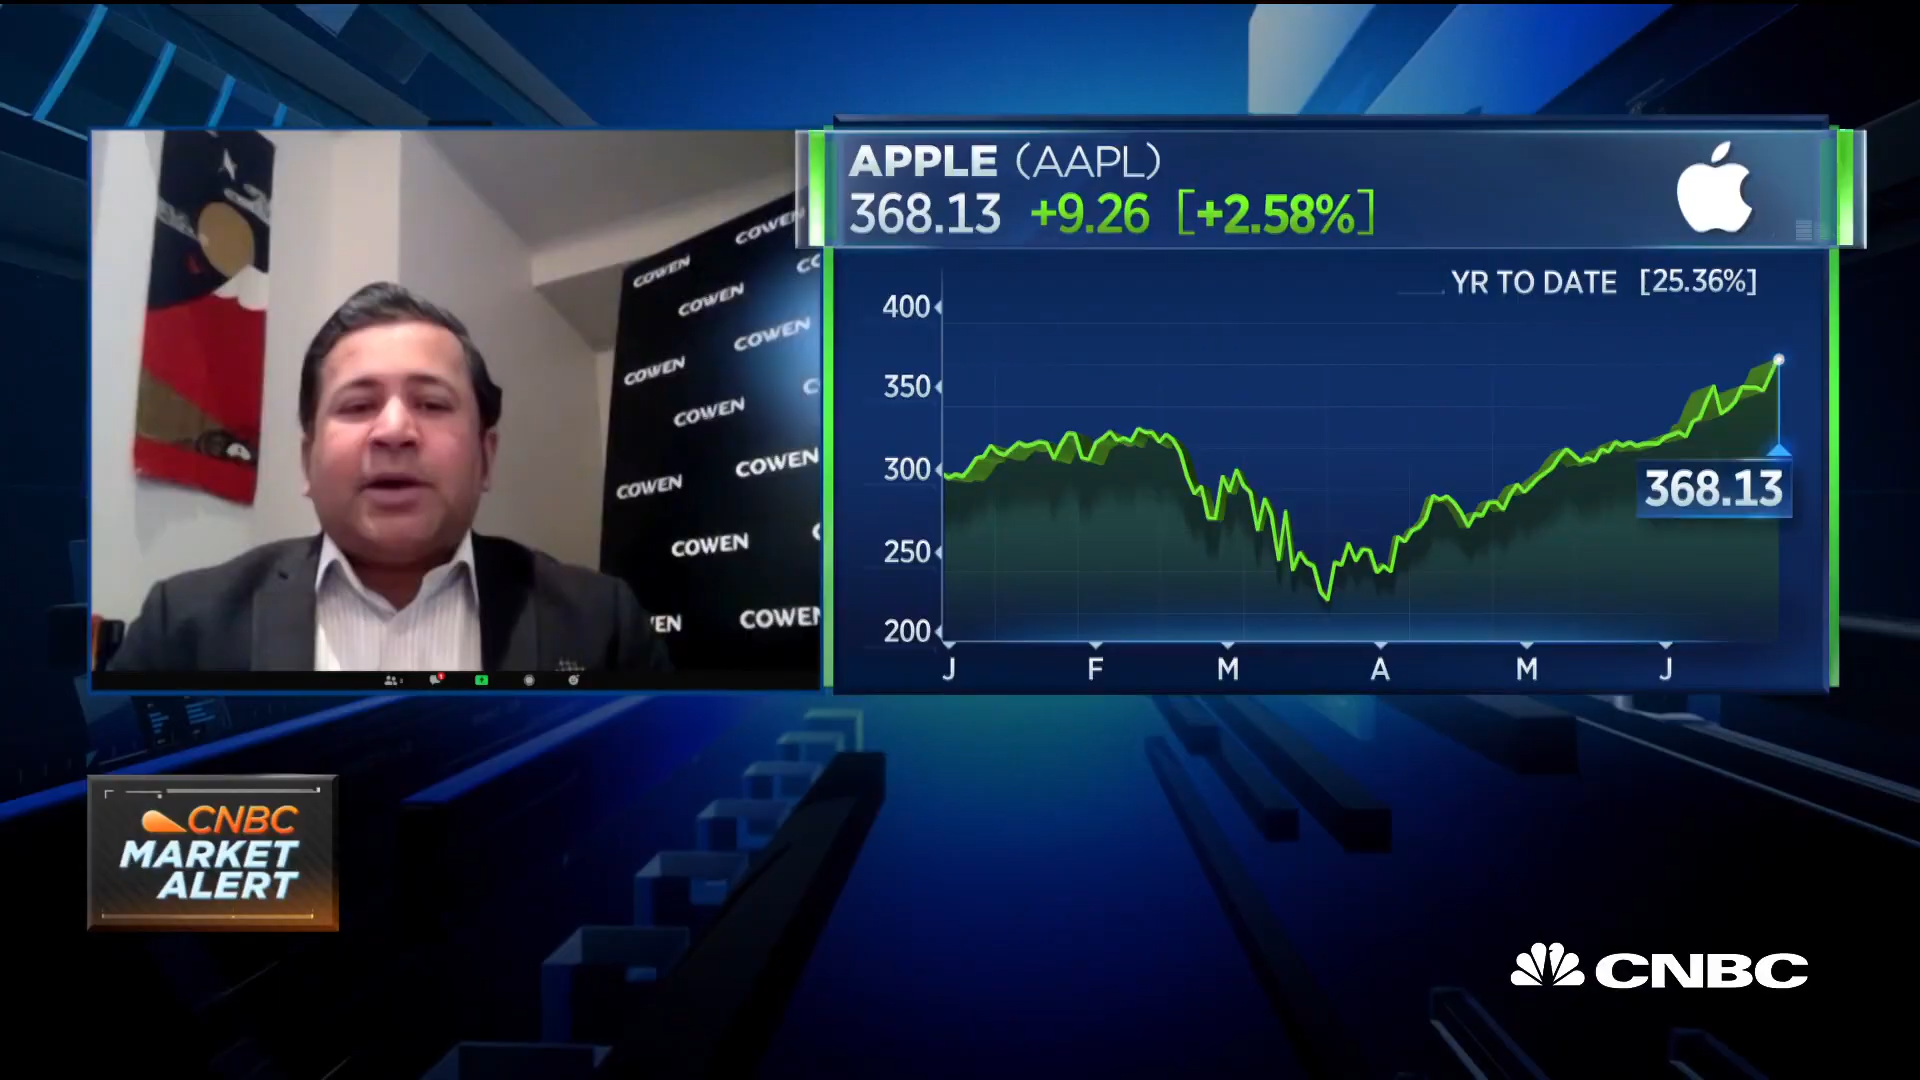 APPLE (AAPL)
368.13 +9.26 [+2.58%]
YR TO DATE [25.36%]
400
350
300
250
200
368.13
J F M A M J
COWEN
COWEN
COWEN
COWEN
COWEN
COWEN
COWEN
COWEN
COWEN
COWEN
CNBC
MARKET
ALERT
CNBC